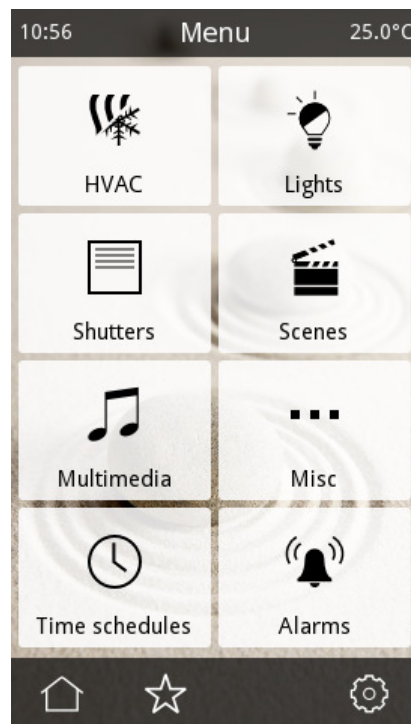 10:56 Menu 25.0°C
HVAC Lights
Shutters Scenes
Multimedia Misc
Time schedules Alarms